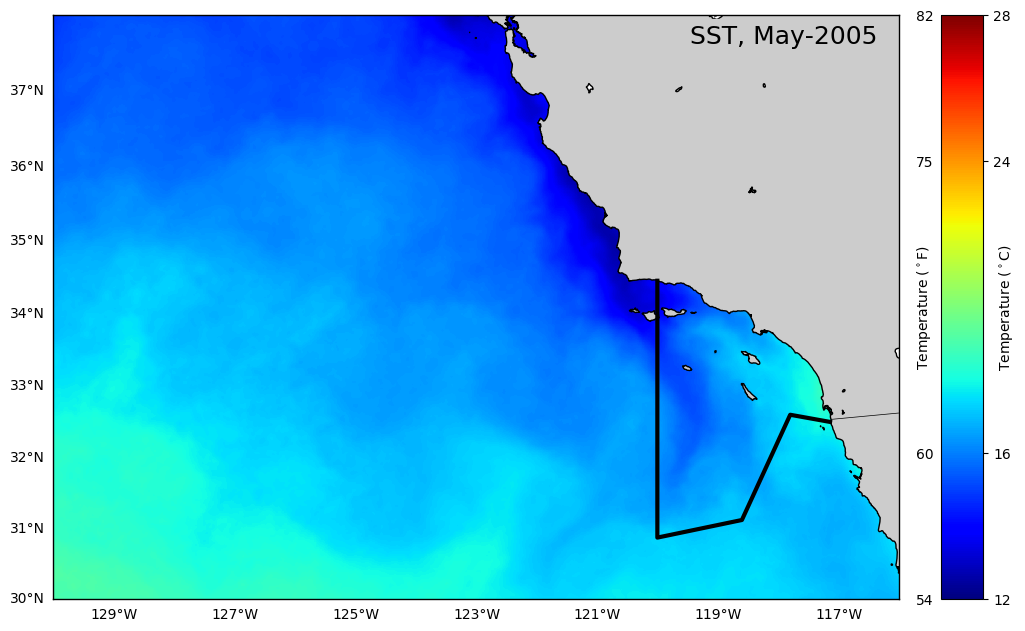 SST, May-2005
37°N
36°N
35°N
34°N
33°N
32°N
31°N
30°N
129°W
127°W
125°W
123°W
121°W
119°W
117°W
82
75
60
54
Temperature (°F)
28
24
16
12
Temperature (°C)